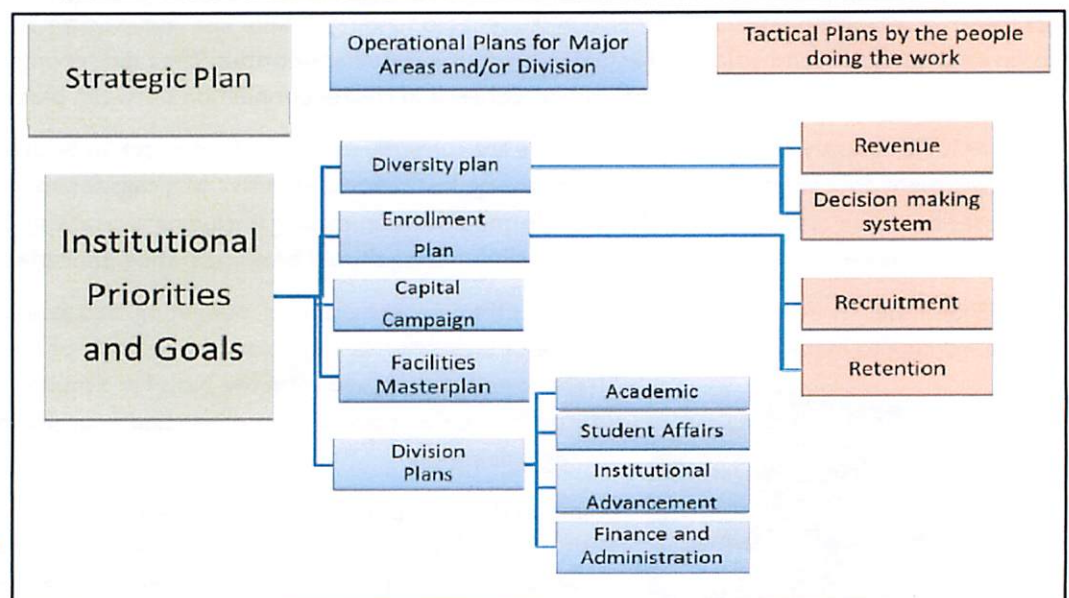 Strategic Plan
Operational Plans for Major
Areas and/or Division
Tactical Plans by the people
doing the work
Institutional
Priorities
and Goals
Diversity plan
Enrollment
Plan
Capital
Campaign
Facilities
Masterplan
Division
Plans
Academic
Student Affairs
Institutional
Advancement
Finance and
Administration
Revenue
Decision making
system
Recruitment
Retention